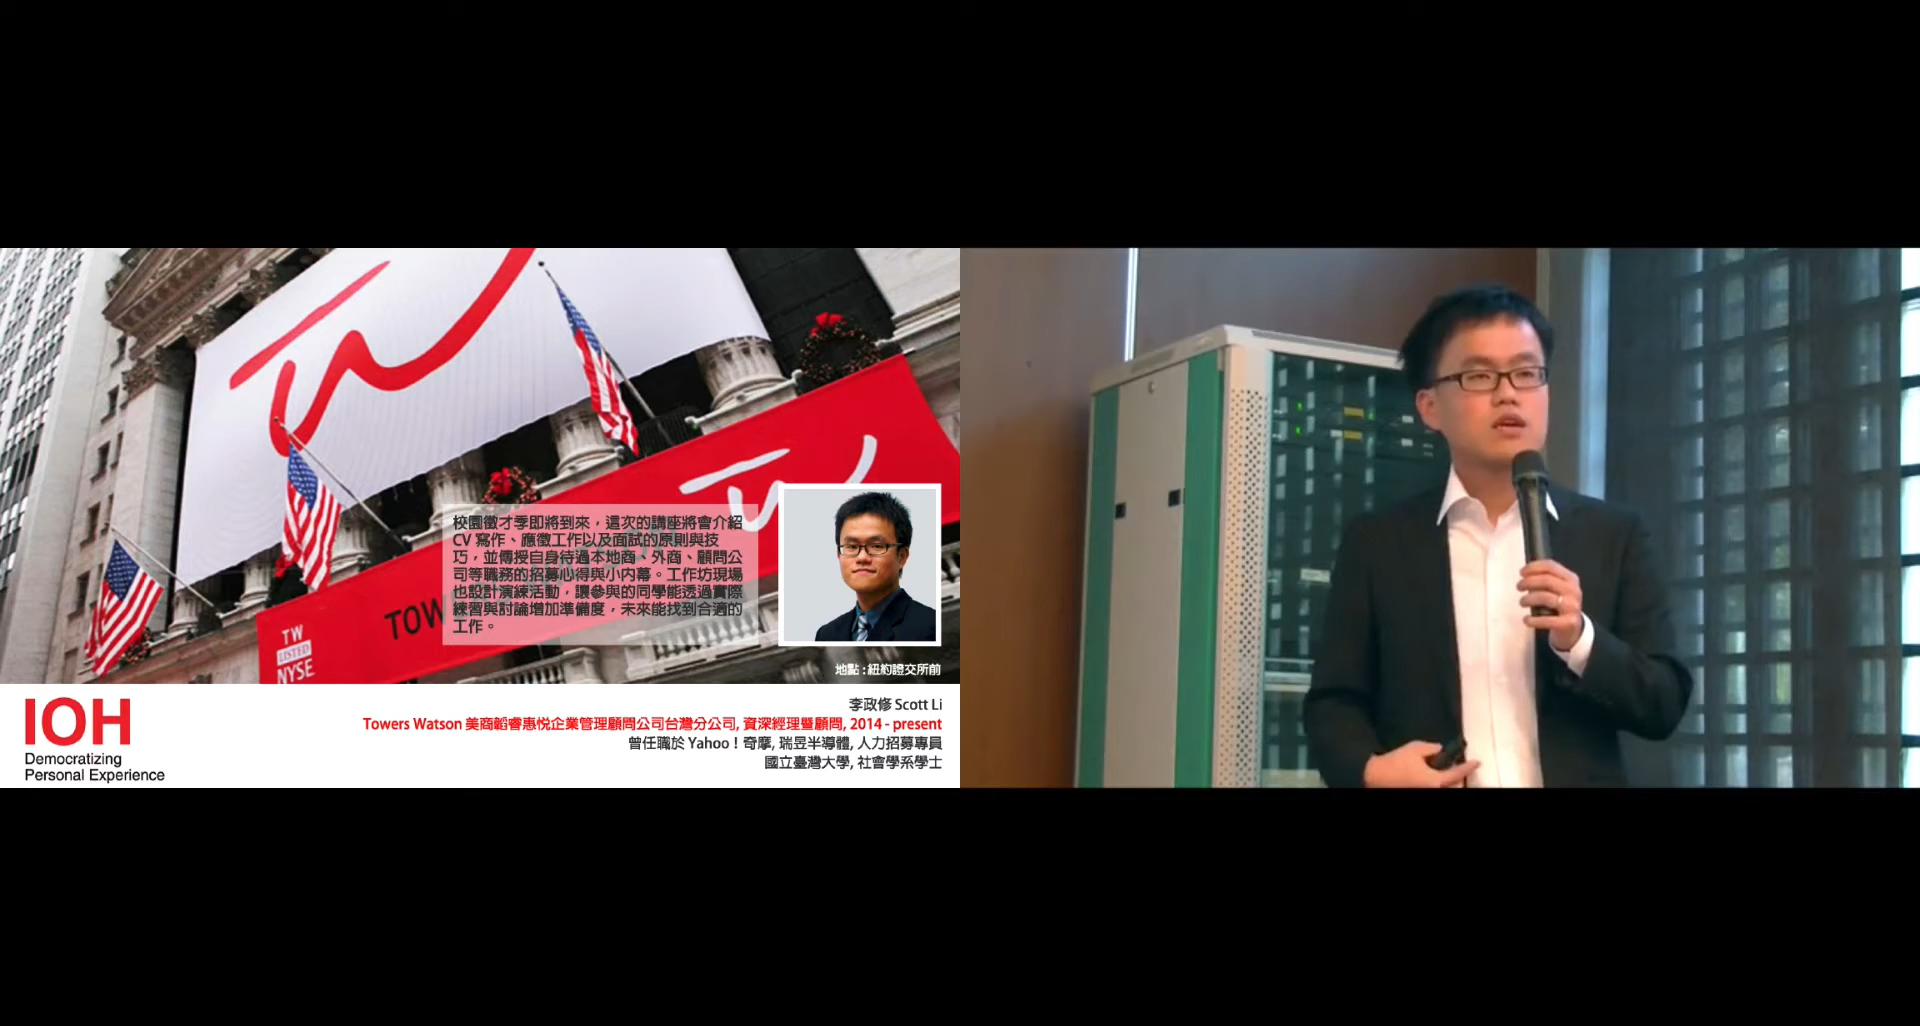 校園徵才季即將到來，這次的講座將會介紹
CV 寫作、應徵工作以及面試的原則與技
巧，並傳授自身待過本地商、外商、顧問公
司等職務的招募心得與小內幕。工作坊現場
也設計演練活動，讓參與的同學能透過實際
練習與討論增加準備度，未來能找到合適的
工作。
TOW
TW
LISTED
NYSE
地點 : 紐約證交所前
IOH
Democratizing
Personal Experience
李政修 Scott Li
Towers Watson 美商韜睿惠悅企業管理顧問公司台灣分公司, 資深經理暨顧問, 2014 - present
曾任職於 Yahoo！奇摩, 瑞昱半導體, 人力招募專員
國立臺灣大學, 社會學系學士